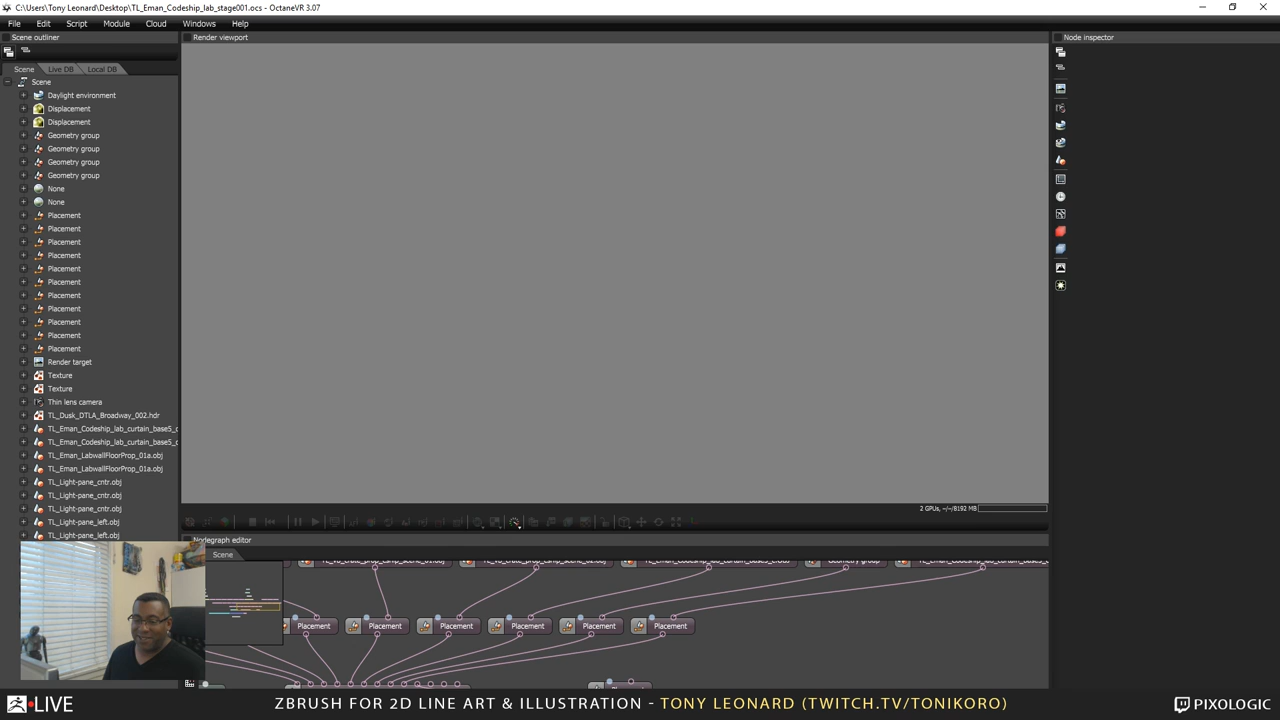 C:\Users\Tony Leonard\Desktop\TL_Eman_Codeship_lab_stage001.ocs - OctaneVR 3.07
File Edit Script Module Cloud Windows Help
Scene outliner
Render viewport
Node inspector
Scene Live DB Local DB
Scene
Daylight environment
Displacement
Displacement
Geometry group
Geometry group
Geometry group
Geometry group
None
None
Placement
Placement
Placement
Placement
Placement
Placement
Placement
Placement
Placement
Placement
Placement
Render target
Texture
Texture
Thin lens camera
TL_Dusk_DTLA_Broadway_002.hdr
TL_Eman_Codeship_lab_curtain_base5_c
TL_Eman_Codeship_lab_curtain_base5_c
TL_Eman_LabwallFloorProp_01a.obj
TL_Eman_LabwallFloorProp_01a.obj
TL_Light-pane_cntr.obj
TL_Light-pane_cntr.obj
TL_Light-pane_cntr.obj
TL_Light-pane_left.obj
TL_Light-pane_left.obj
2 GPUs, -/-/8192 MB
Nodegraph editor
Scene
Geometry group
Placement Placement Placement Placement Placement Placement
LIVE
ZBRUSH FOR 2D LINE ART & ILLUSTRATION - TONY LEONARD (TWITCH.TV/TONIKORO)
PIXOLOGIC